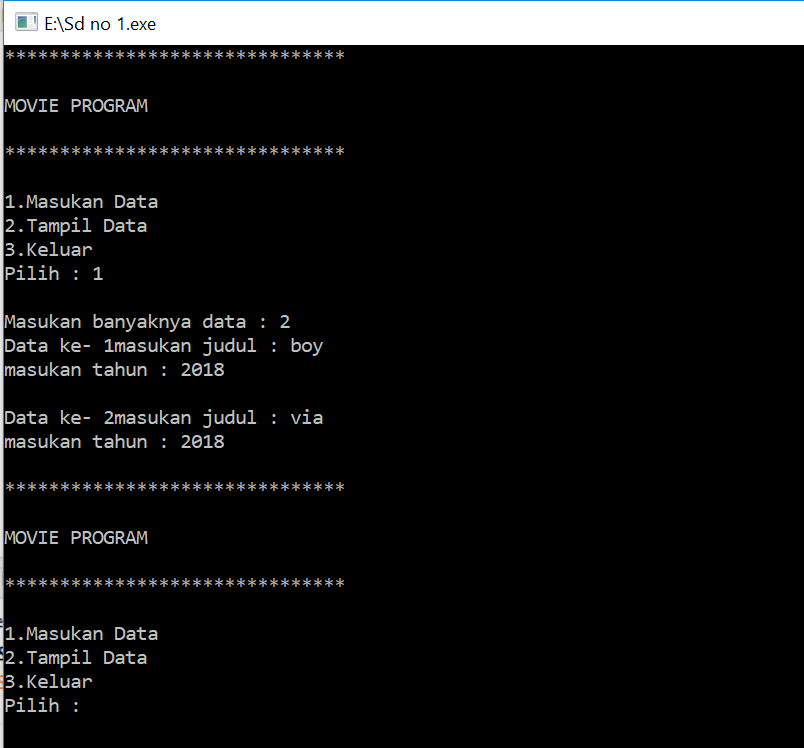 E:\Sd no 1.exe
*******************************
MOVIE PROGRAM
*******************************
1.Masukan Data
2.Tampil Data
3.Keluar
Pilih : 1
Masukan banyaknya data : 2
Data ke- 1masukan judul : boy
masukan tahun : 2018
Data ke- 2masukan judul : via
masukan tahun : 2018
*******************************
MOVIE PROGRAM
*******************************
1.Masukan Data
2.Tampil Data
3.Keluar
Pilih :